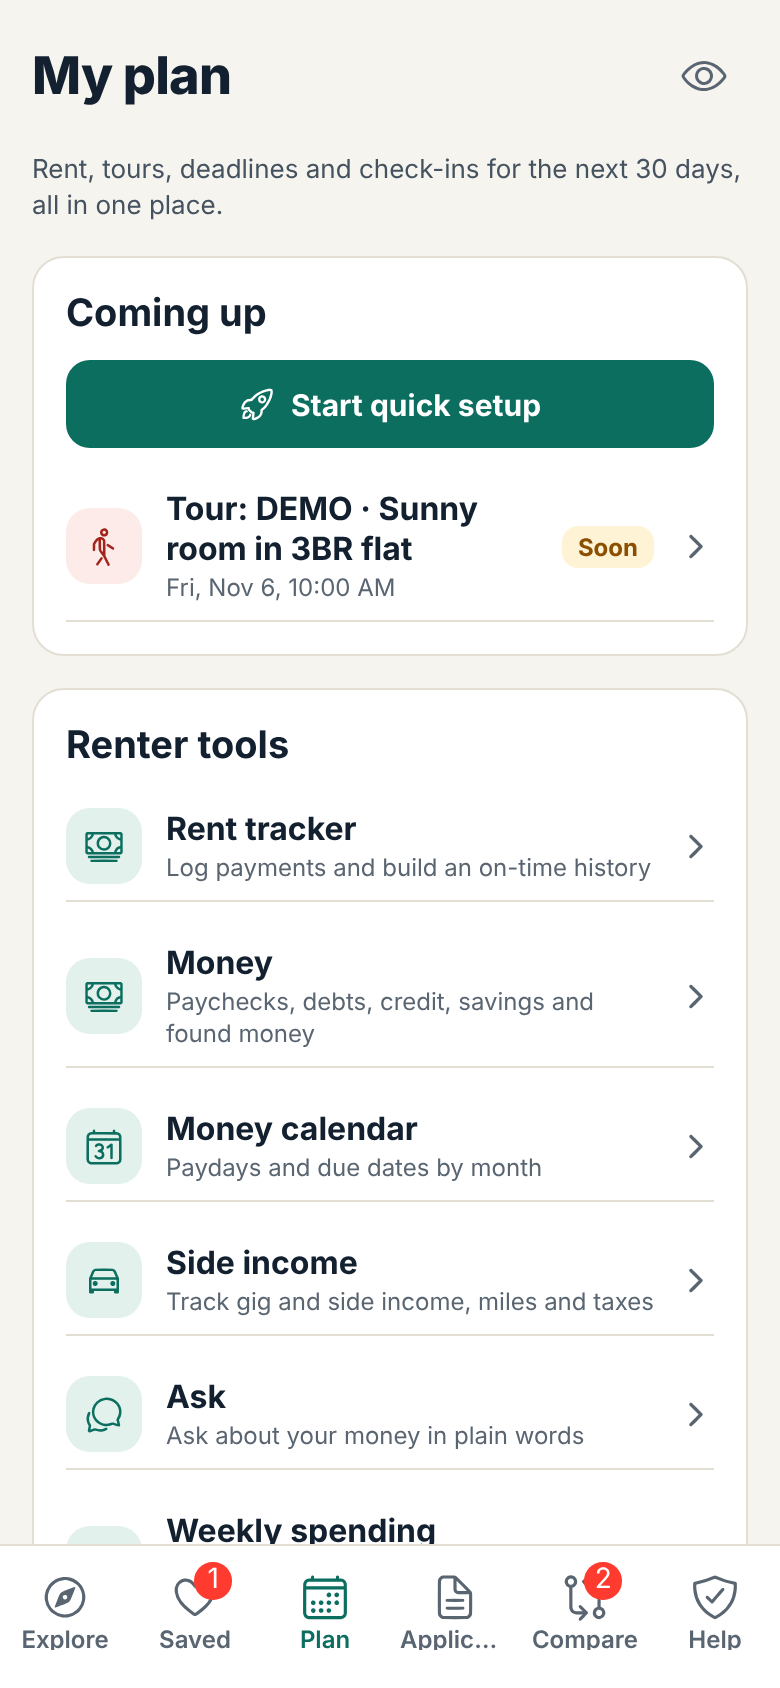 My plan
Rent, tours, deadlines and check-ins for the next 30 days,
all in one place.
Coming up
Start quick setup
Tour: DEMO · Sunny
room in 3BR flat
Fri, Nov 6, 10:00 AM
Soon
Renter tools
Rent tracker
Log payments and build an on-time history
Money
Paychecks, debts, credit, savings and
found money
31
Money calendar
Paydays and due dates by month
Side income
Track gig and side income, miles and taxes
Ask
Ask about your money in plain words
Weekly spending
1
2
Explore
Saved
Plan
Applic...
Compare
Help